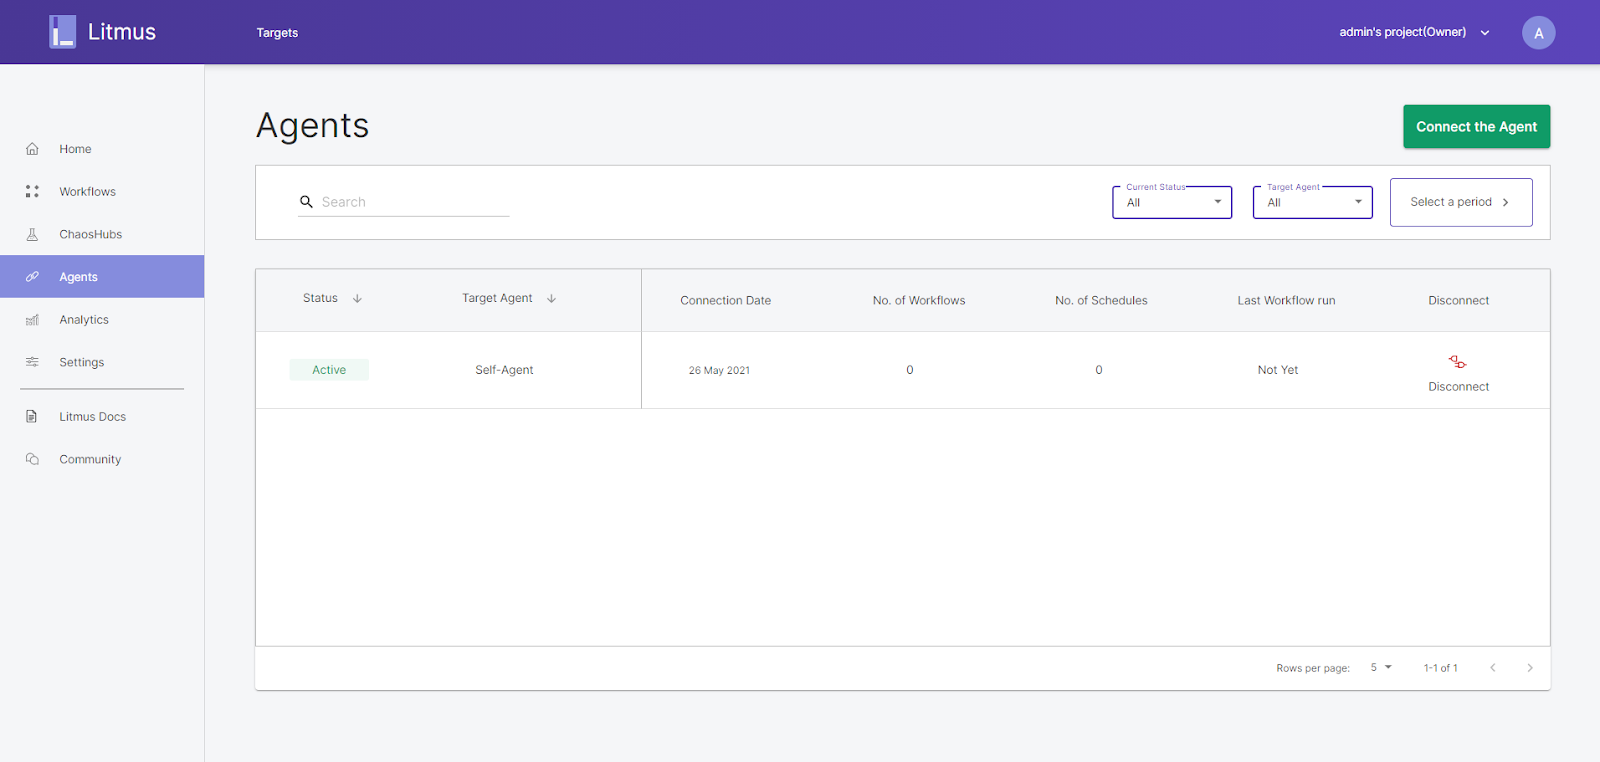 Litmus
Targets
admin's project(Owner)
A
Home
Workflows
ChaosHubs
Agents
Analytics
Settings
Litmus Docs
Community
Agents
Connect the Agent
Search
Current Status
All
Target Agent
All
Select a period
Status
Target Agent
Connection Date
No. of Workflows
No. of Schedules
Last Workflow run
Disconnect
Active
Self-Agent
26 May 2021
0
0
Not Yet
Disconnect
Rows per page:
5
1-1 of 1